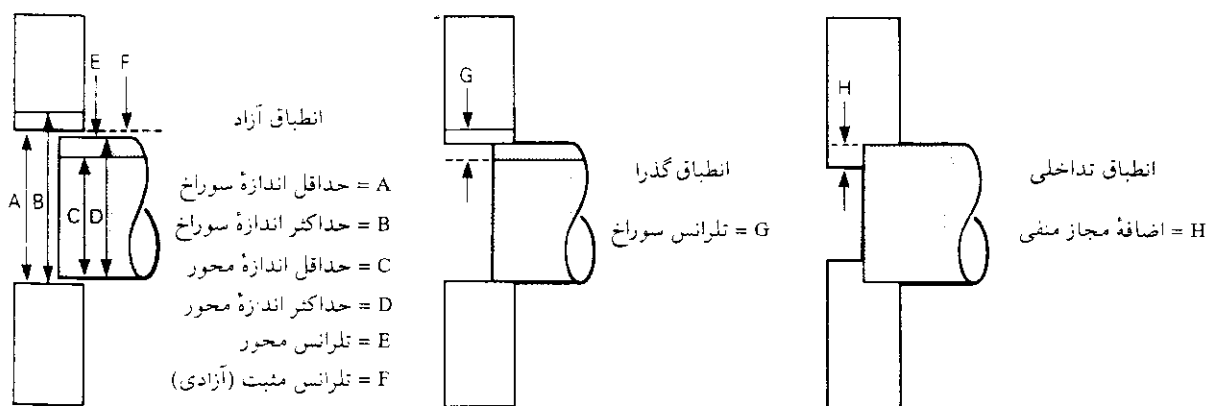 E
F
A
B
C
D
انطباق آزاد
A = حداقل اندازهٔ سوراخ
B = حداکثر اندازهٔ سوراخ
C = حداقل اندازهٔ محور
D = حداکثر اندازهٔ محور
E = تلرانس محور
F = تلرانس مثبت (آزادی)
G
انطباق گذرا
G = تلرانس سوراخ
H
انطباق تداخلی
H = اضافهٔ مجاز منفی